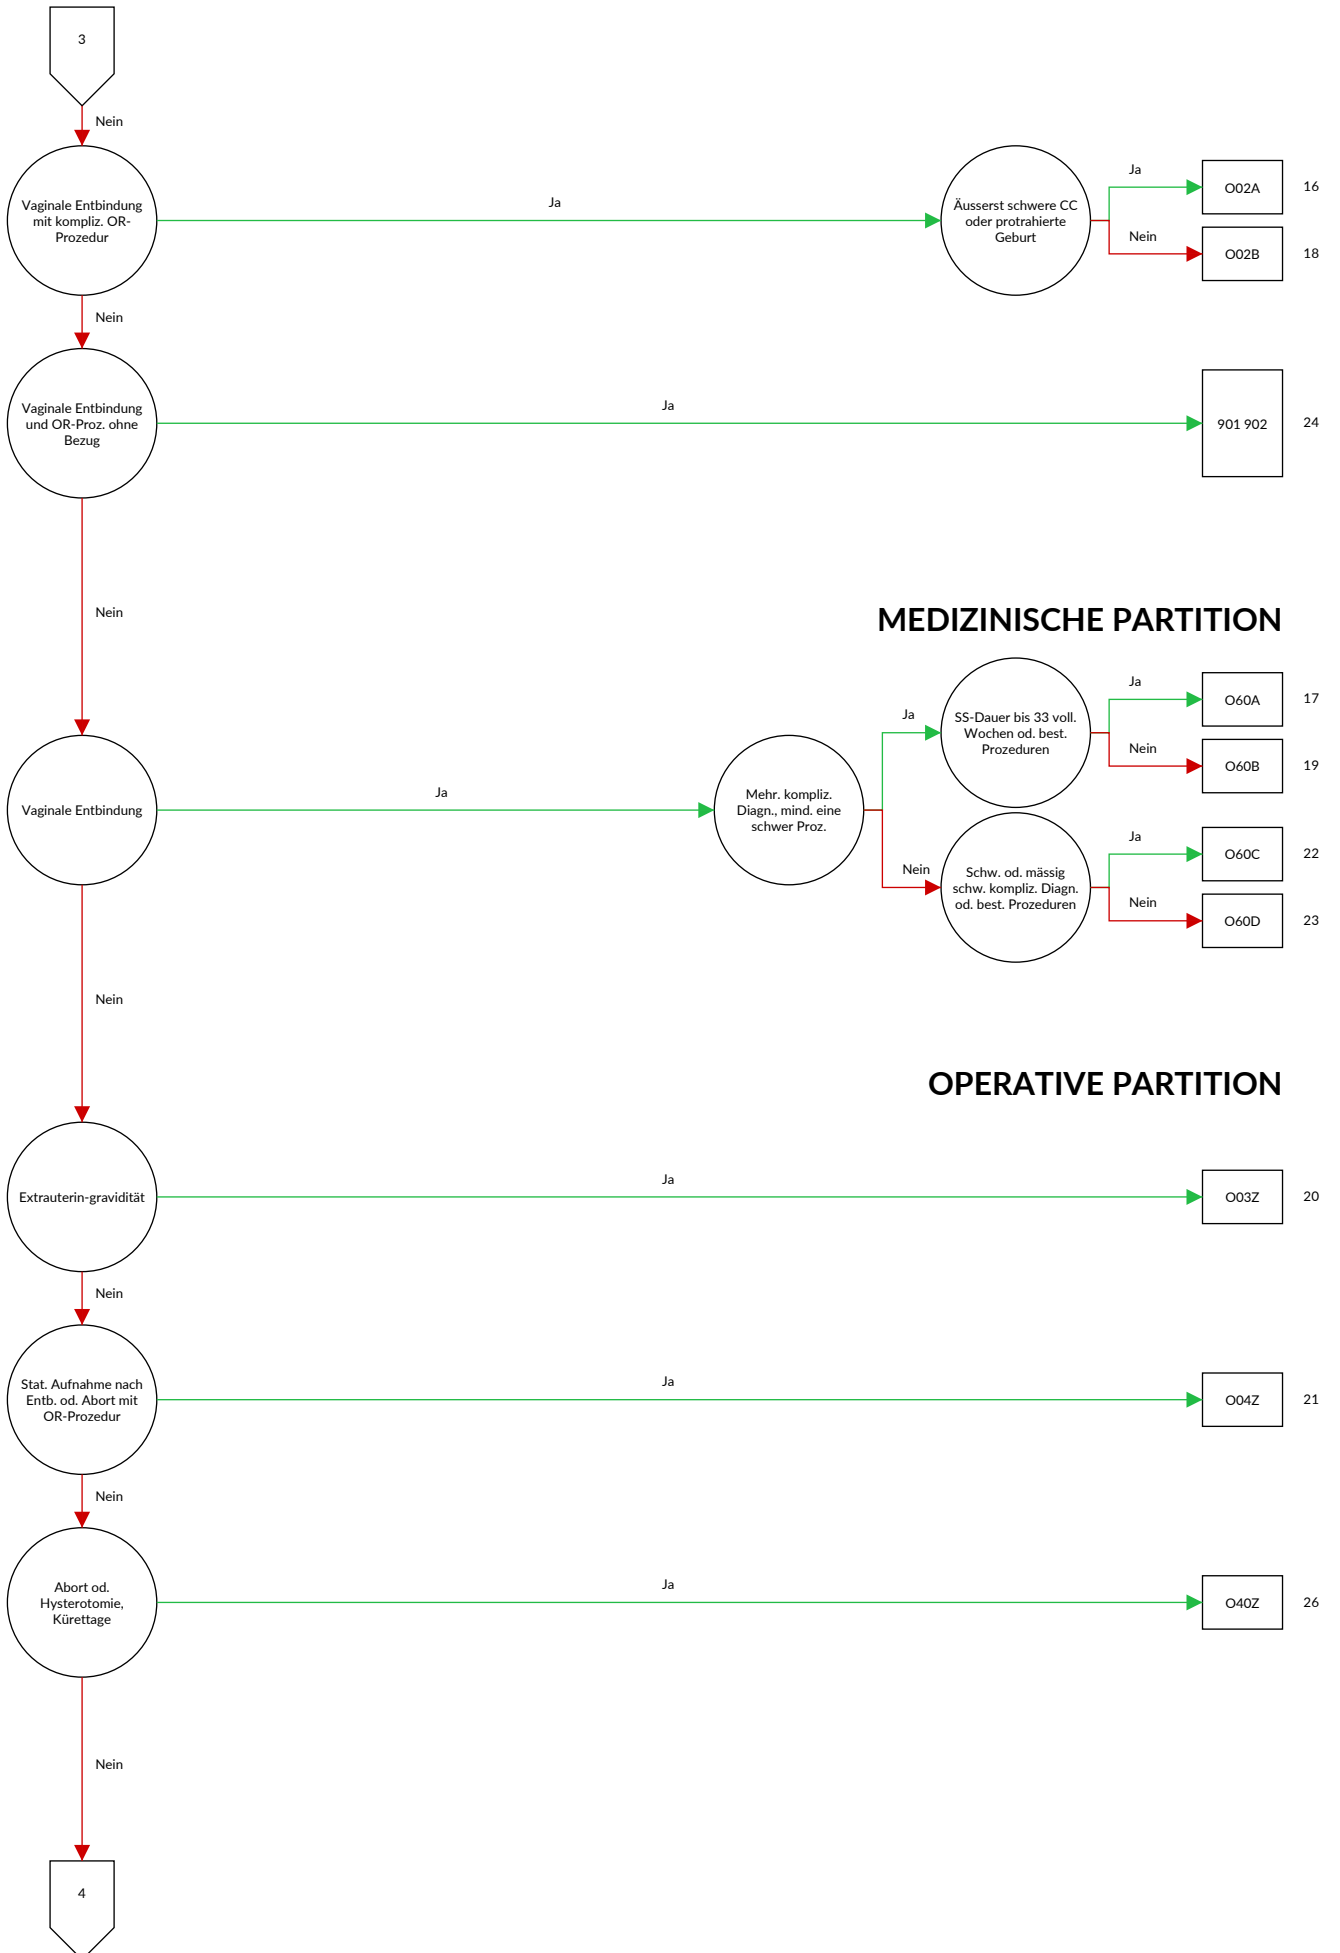 3
Nein
Vaginale Entbindung
mit kompliz. OR-
Prozedur
Ja
Äusserst schwere CC
oder protrahierte
Geburt
Ja
O02A
16
Nein
O02B
18
Nein
Vaginale Entbindung
und OR-Proz. ohne
Bezug
Ja
901 902
24
Nein
MEDIZINISCHE PARTITION
Vaginale Entbindung
Ja
Mehr. kompliz.
Diagn., mind. eine
schwer Proz.
Ja
SS-Dauer bis 33 voll.
Wochen od. best.
Prozeduren
Ja
O60A
17
Nein
O60B
19
Nein
Schw. od. mässig
schw. kompliz. Diagn.
od. best. Prozeduren
Ja
O60C
22
Nein
O60D
23
Nein
OPERATIVE PARTITION
Extrauterin-gravidität
Ja
O03Z
20
Nein
Stat. Aufnahme nach
Entb. od. Abort mit
OR-Prozedur
Ja
O04Z
21
Nein
Abort od.
Hysterotomie,
Kürettage
Ja
O40Z
26
Nein
4